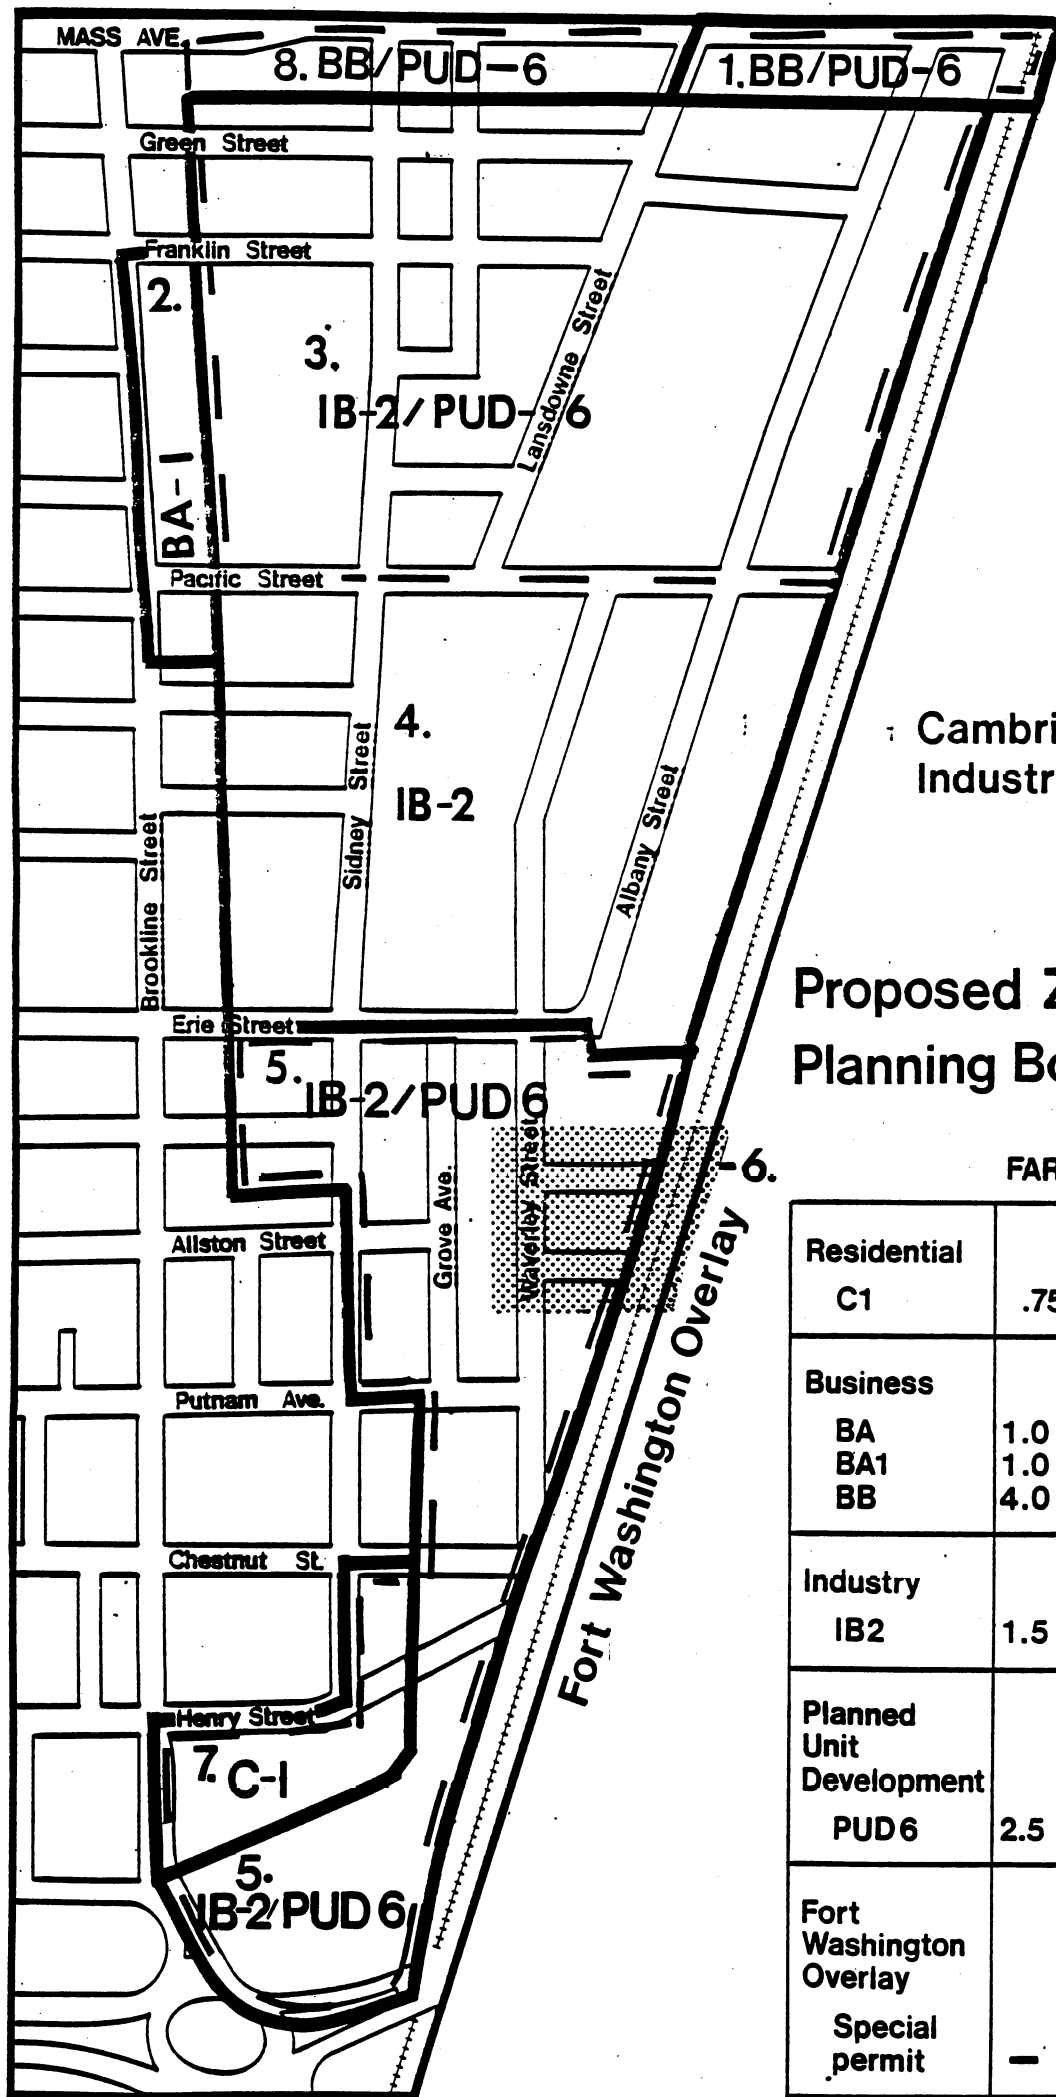 MASS AVE.
8. BB/PUD-6
1. BB/PUD-6
Green Street
Franklin Street
2.
BA-1
3.
IB-2/PUD-6
Lansdowne Street
Pacific Street
4.
IB-2
Sidney Street
Brookline Street
Albany Street
Cambri
Industr
Proposed Z
Planning Bo
Erie Street
5.
IB-2/PUD 6
Grove Ave.
Waverley Street
-6.
Fort Washington Overlay
Allston Street
Putnam Ave.
Chestnut St.
Henry Street
7. C-1
5.
IB-2/PUD 6
FAR
Residential
C1 .75
Business
BA 1.0
BA1 1.0
BB 4.0
Industry
IB2 1.5
Planned
Unit
Development
PUD6 2.5
Fort
Washington
Overlay
Special
permit —